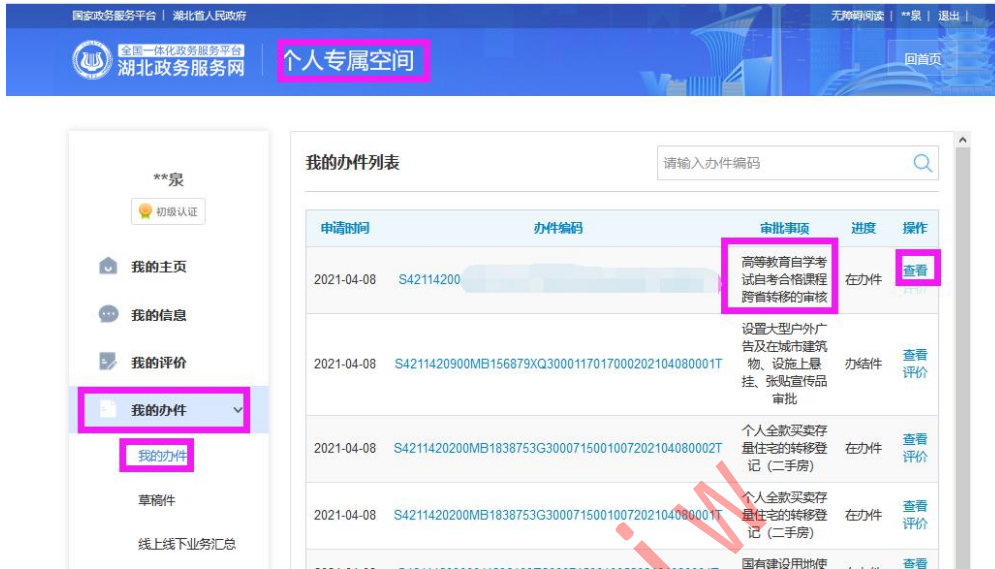 国家政务服务平台 | 湖北省人民政府
无障碍阅读 | **泉 | 退出 |
全国一体化政务服务平台
湖北政务服务网
个人专属空间
回首页
**泉
初级认证
我的主页
我的信息
我的评价
我的办件
我的办件
草稿件
线上线下业务汇总
我的办件列表
请输入办件编码
申请时间 办件编码 审批事项 进度 操作
2021-04-08 S42114200 高等教育自学考
试自考合格课程
跨省转移的审核
在办件 查看
2021-04-08 S4211420900MB156879XQ3000117017000202104080001T
设置大型户外广
告及在城市建筑
物、设施上悬
挂、张贴宣传品
审批
办结件 查看
评价
2021-04-08 S4211420200MB1838753G3000715001007202104080002T
个人全款买卖存
量住宅的转移登
记（二手房）
在办件 查看
评价
2021-04-08 S4211420200MB1838753G3000715001007202104080001T
个人全款买卖存
量住宅的转移登
记（二手房）
在办件 查看
评价
国有建设用地使
查看